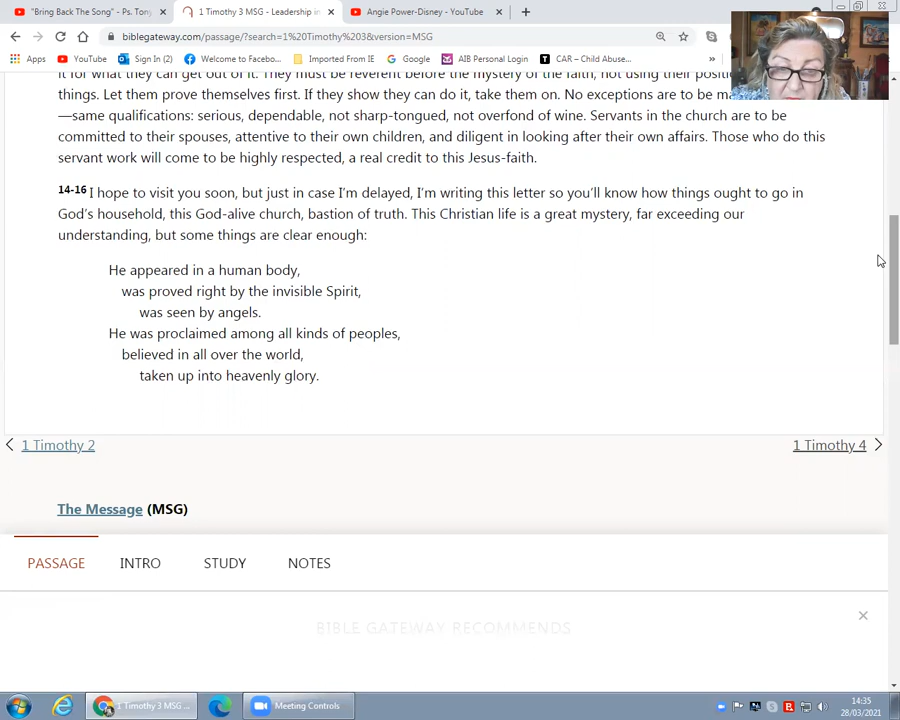 "Bring Back The Song" - Ps. Tony
1 Timothy 3 MSG - Leadership in
Angie Power-Disney - YouTube
biblegateway.com/passage/?search=1%20Timothy%203&version=MSG
Apps YouTube Sign In (2) Welcome to Facebo... Imported From IE Google AIB Personal Login CAR – Child Abuse... »
it for what they can get out of it. They must be reverent before the mystery of the faith, not using their
things. Let them prove themselves first. If they show they can do it, take them on. No exceptions are to be
—same qualifications: serious, dependable, not sharp-tongued, not overfond of wine. Servants in the church are to be
committed to their spouses, attentive to their own children, and diligent in looking after their own affairs. Those who do this
servant work will come to be highly respected, a real credit to this Jesus-faith.
14-16 I hope to visit you soon, but just in case I'm delayed, I'm writing this letter so you'll know how things ought to go in
God's household, this God-alive church, bastion of truth. This Christian life is a great mystery, far exceeding our
understanding, but some things are clear enough:
He appeared in a human body,
was proved right by the invisible Spirit,
was seen by angels.
He was proclaimed among all kinds of peoples,
believed in all over the world,
taken up into heavenly glory.
1 Timothy 2
1 Timothy 4
The Message (MSG)
PASSAGE INTRO STUDY NOTES
BIBLE GATEWAY RECOMMENDS
1 Timothy 3 MSG ...
Meeting Controls
14:35
28/03/2021